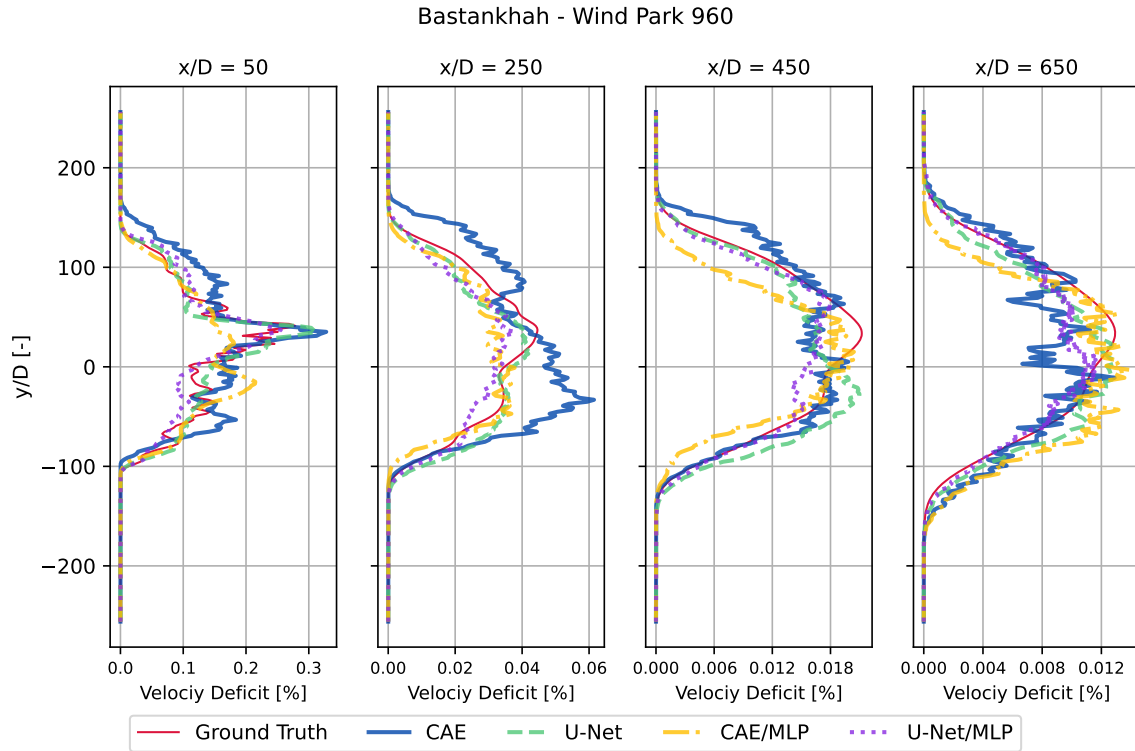 Bastankhah - Wind Park 960
x/D = 50
x/D = 250
x/D = 450
x/D = 650
y/D [-]
200
100
0
−100
−200
0.0 0.1 0.2 0.3
0.00 0.02 0.04 0.06
0.000 0.006 0.012 0.018
0.000 0.004 0.008 0.012
Velociy Deficit [%]
Velociy Deficit [%]
Velociy Deficit [%]
Velociy Deficit [%]
Ground Truth CAE U-Net CAE/MLP U-Net/MLP